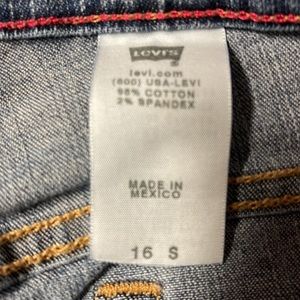 LEVI'S
levi.com
(800) USA-LEVI
98% COTTON
2% SPANDEX
MADE IN
MEXICO
16 S